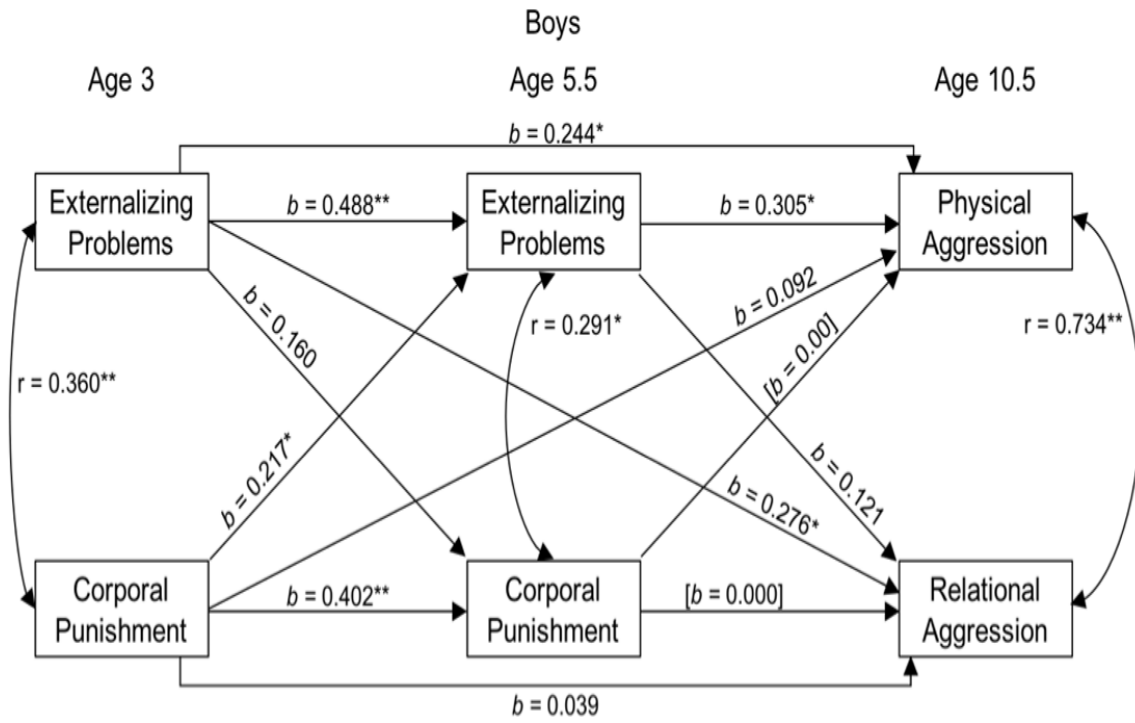 Boys
Age 3
Age 5.5
Age 10.5
b = 0.244*
Externalizing
Problems
b = 0.488**
Externalizing
Problems
b = 0.305*
Physical
Aggression
b = 0.160
r = 0.291*
b = 0.092
[b = 0.00]
r = 0.734**
r = 0.360**
b = 0.217*
b = 0.276*
b = 0.121
Corporal
Punishment
b = 0.402**
Corporal
Punishment
[b = 0.000]
Relational
Aggression
b = 0.039